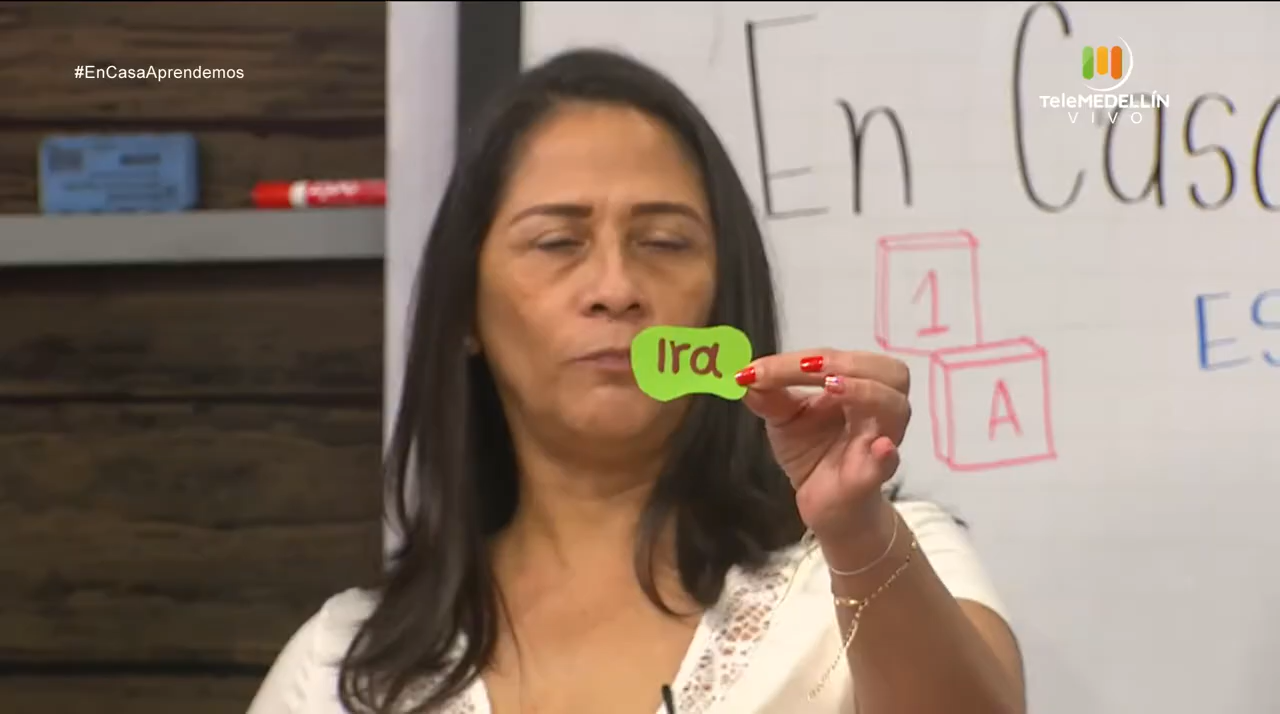 #EnCasaAprendemos
TeleMEDELLÍN
VIVO
En Casa
1
A
ES
Ira